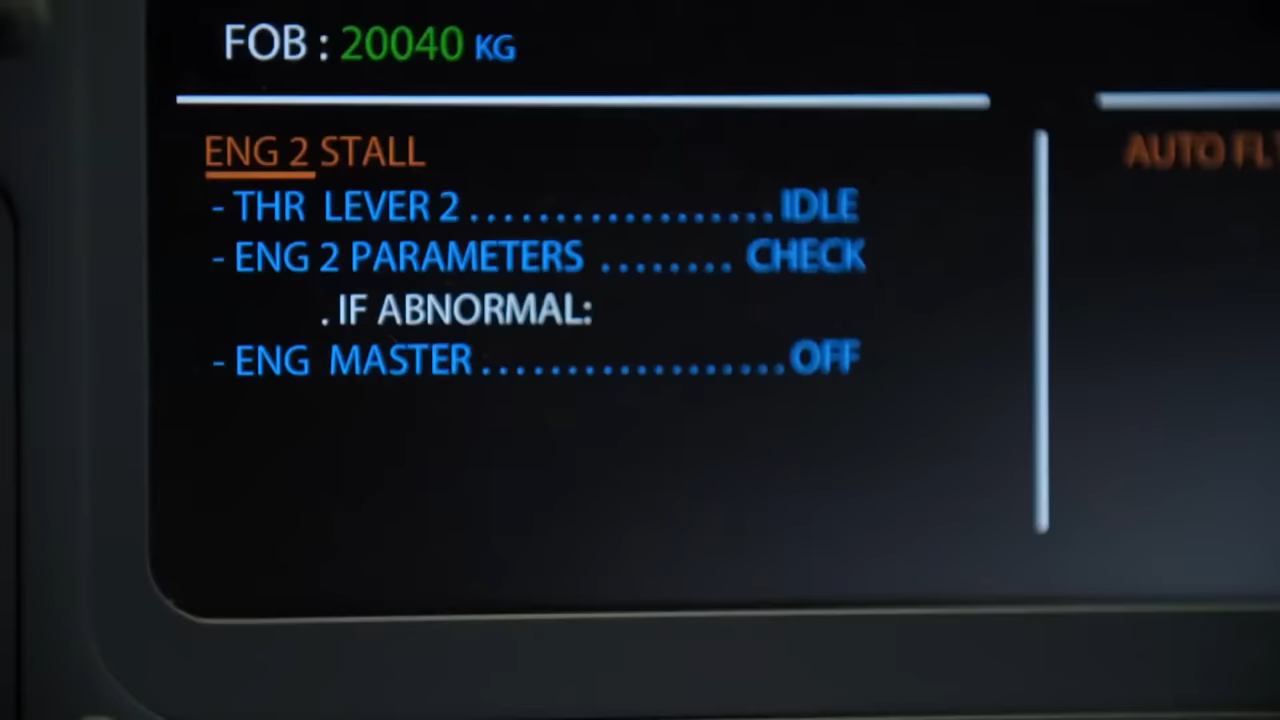 FOB : 20040 KG
ENG 2 STALL
- THR LEVER 2 .................. IDLE
- ENG 2 PARAMETERS ........ CHECK
. IF ABNORMAL:
- ENG MASTER .................. OFF
AUTO FL